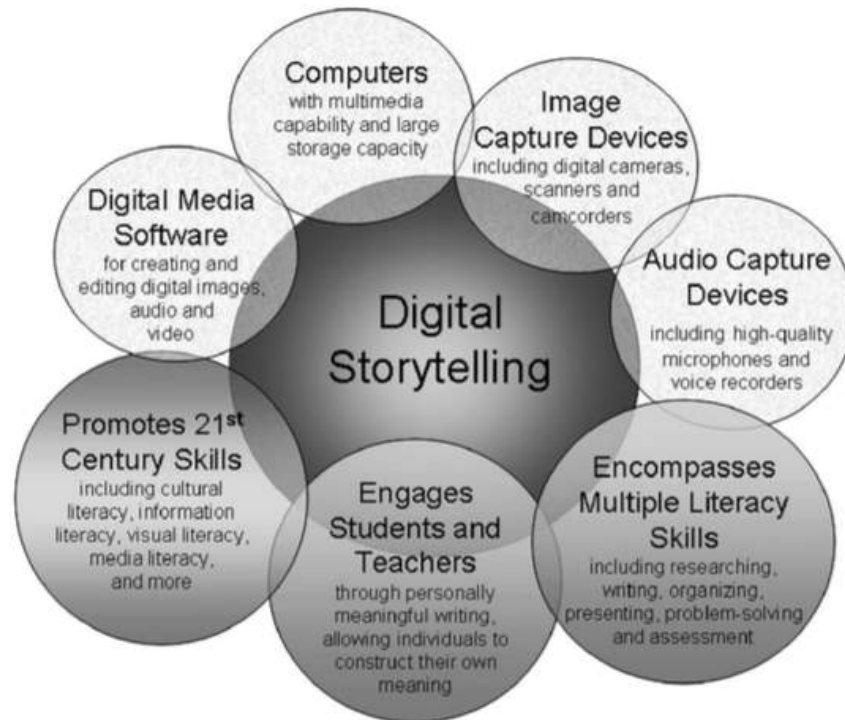 Computers
with multimedia
capability and large
storage capacity
Image
Capture Devices
including digital cameras,
scanners and
camcorders
Digital Media
Software
for creating and
editing digital images,
audio and
video
Audio Capture
Devices
including high-quality
microphones and
voice recorders
Digital
Storytelling
Promotes 21st
Century Skills
including cultural
literacy, information
literacy, visual literacy,
media literacy,
and more
Engages
Students and
Teachers
through personally
meaningful writing,
allowing individuals to
construct their own
meaning
Encompasses
Multiple Literacy
Skills
including researching,
writing, organizing,
presenting, problem-solving
and assessment